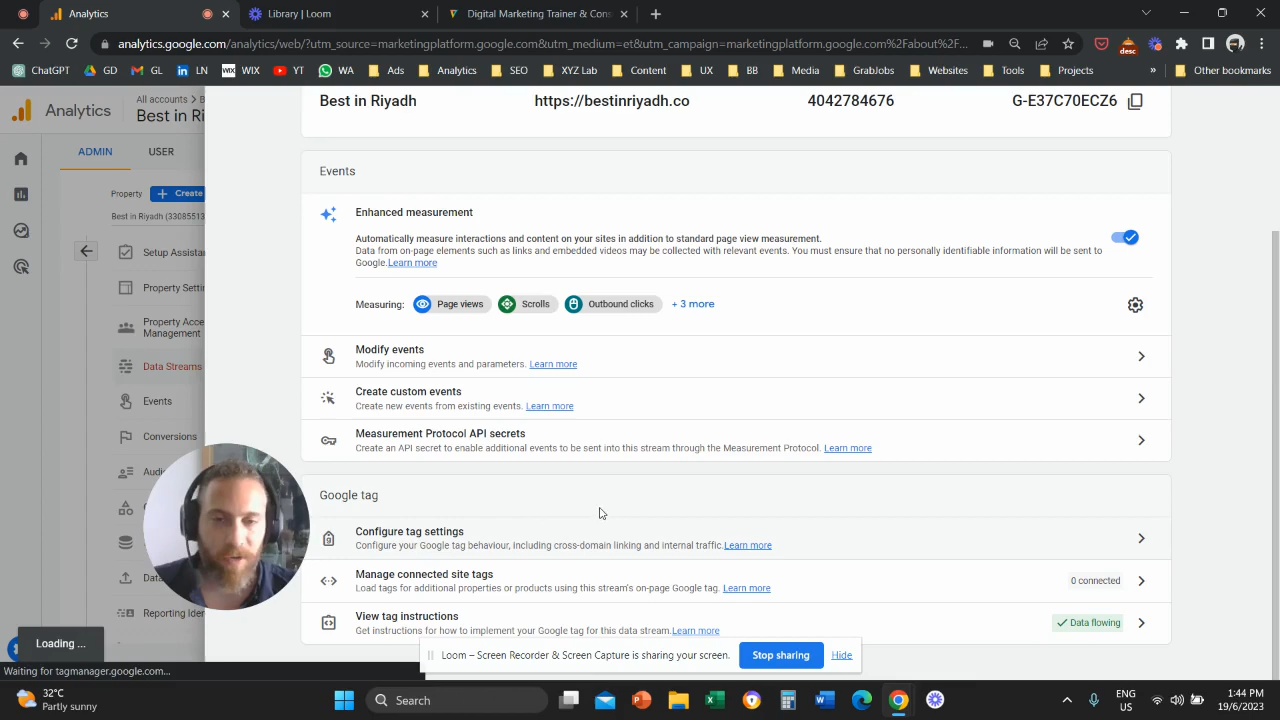 Analytics
Library | Loom
Digital Marketing Trainer & Cons
analytics.google.com/analytics/web/?utm_source=marketingplatform.google.com&utm_medium=et&utm_campaign=marketingplatform.google.com%2Fabout%2F...
desc
ChatGPT
GD
GL
LN
WIX
WIX
YT
WA
Ads
Analytics
SEO
XYZ Lab
Content
UX
BB
Media
GrabJobs
Websites
Tools
Projects
»
Other bookmarks
Analytics
All accounts > B
Best in Ri
Best in Riyadh
https://bestinriyadh.co
4042784676
G-E37C70ECZ6
ADMIN
USER
Property
+ Create
Best in Riyadh (33085513
Setup Assista
Property Setti
Property Acce
Management
Data Streams
Events
Conversions
Audi
Data
Reporting Iden
Events
Enhanced measurement
Automatically measure interactions and content on your sites in addition to standard page view measurement.
Data from on-page elements such as links and embedded videos may be collected with relevant events. You must ensure that no personally identifiable information will be sent to
Google.Learn more
Measuring:
Page views
Scrolls
Outbound clicks
+ 3 more
Modify events
Modify incoming events and parameters. Learn more
Create custom events
Create new events from existing events. Learn more
Measurement Protocol API secrets
Create an API secret to enable additional events to be sent into this stream through the Measurement Protocol. Learn more
Google tag
Configure tag settings
Configure your Google tag behaviour, including cross-domain linking and internal traffic.Learn more
Manage connected site tags
Load tags for additional properties or products using this stream's on-page Google tag. Learn more
0 connected
View tag instructions
Get instructions for how to implement your Google tag for this data stream.Learn more
Data flowing
Loading ...
Loom – Screen Recorder & Screen Capture is sharing your screen.
Stop sharing
Hide
Waiting for tagmanager.google.com...
32°C
Partly sunny
Search
ENG
US
1:44 PM
19/6/2023